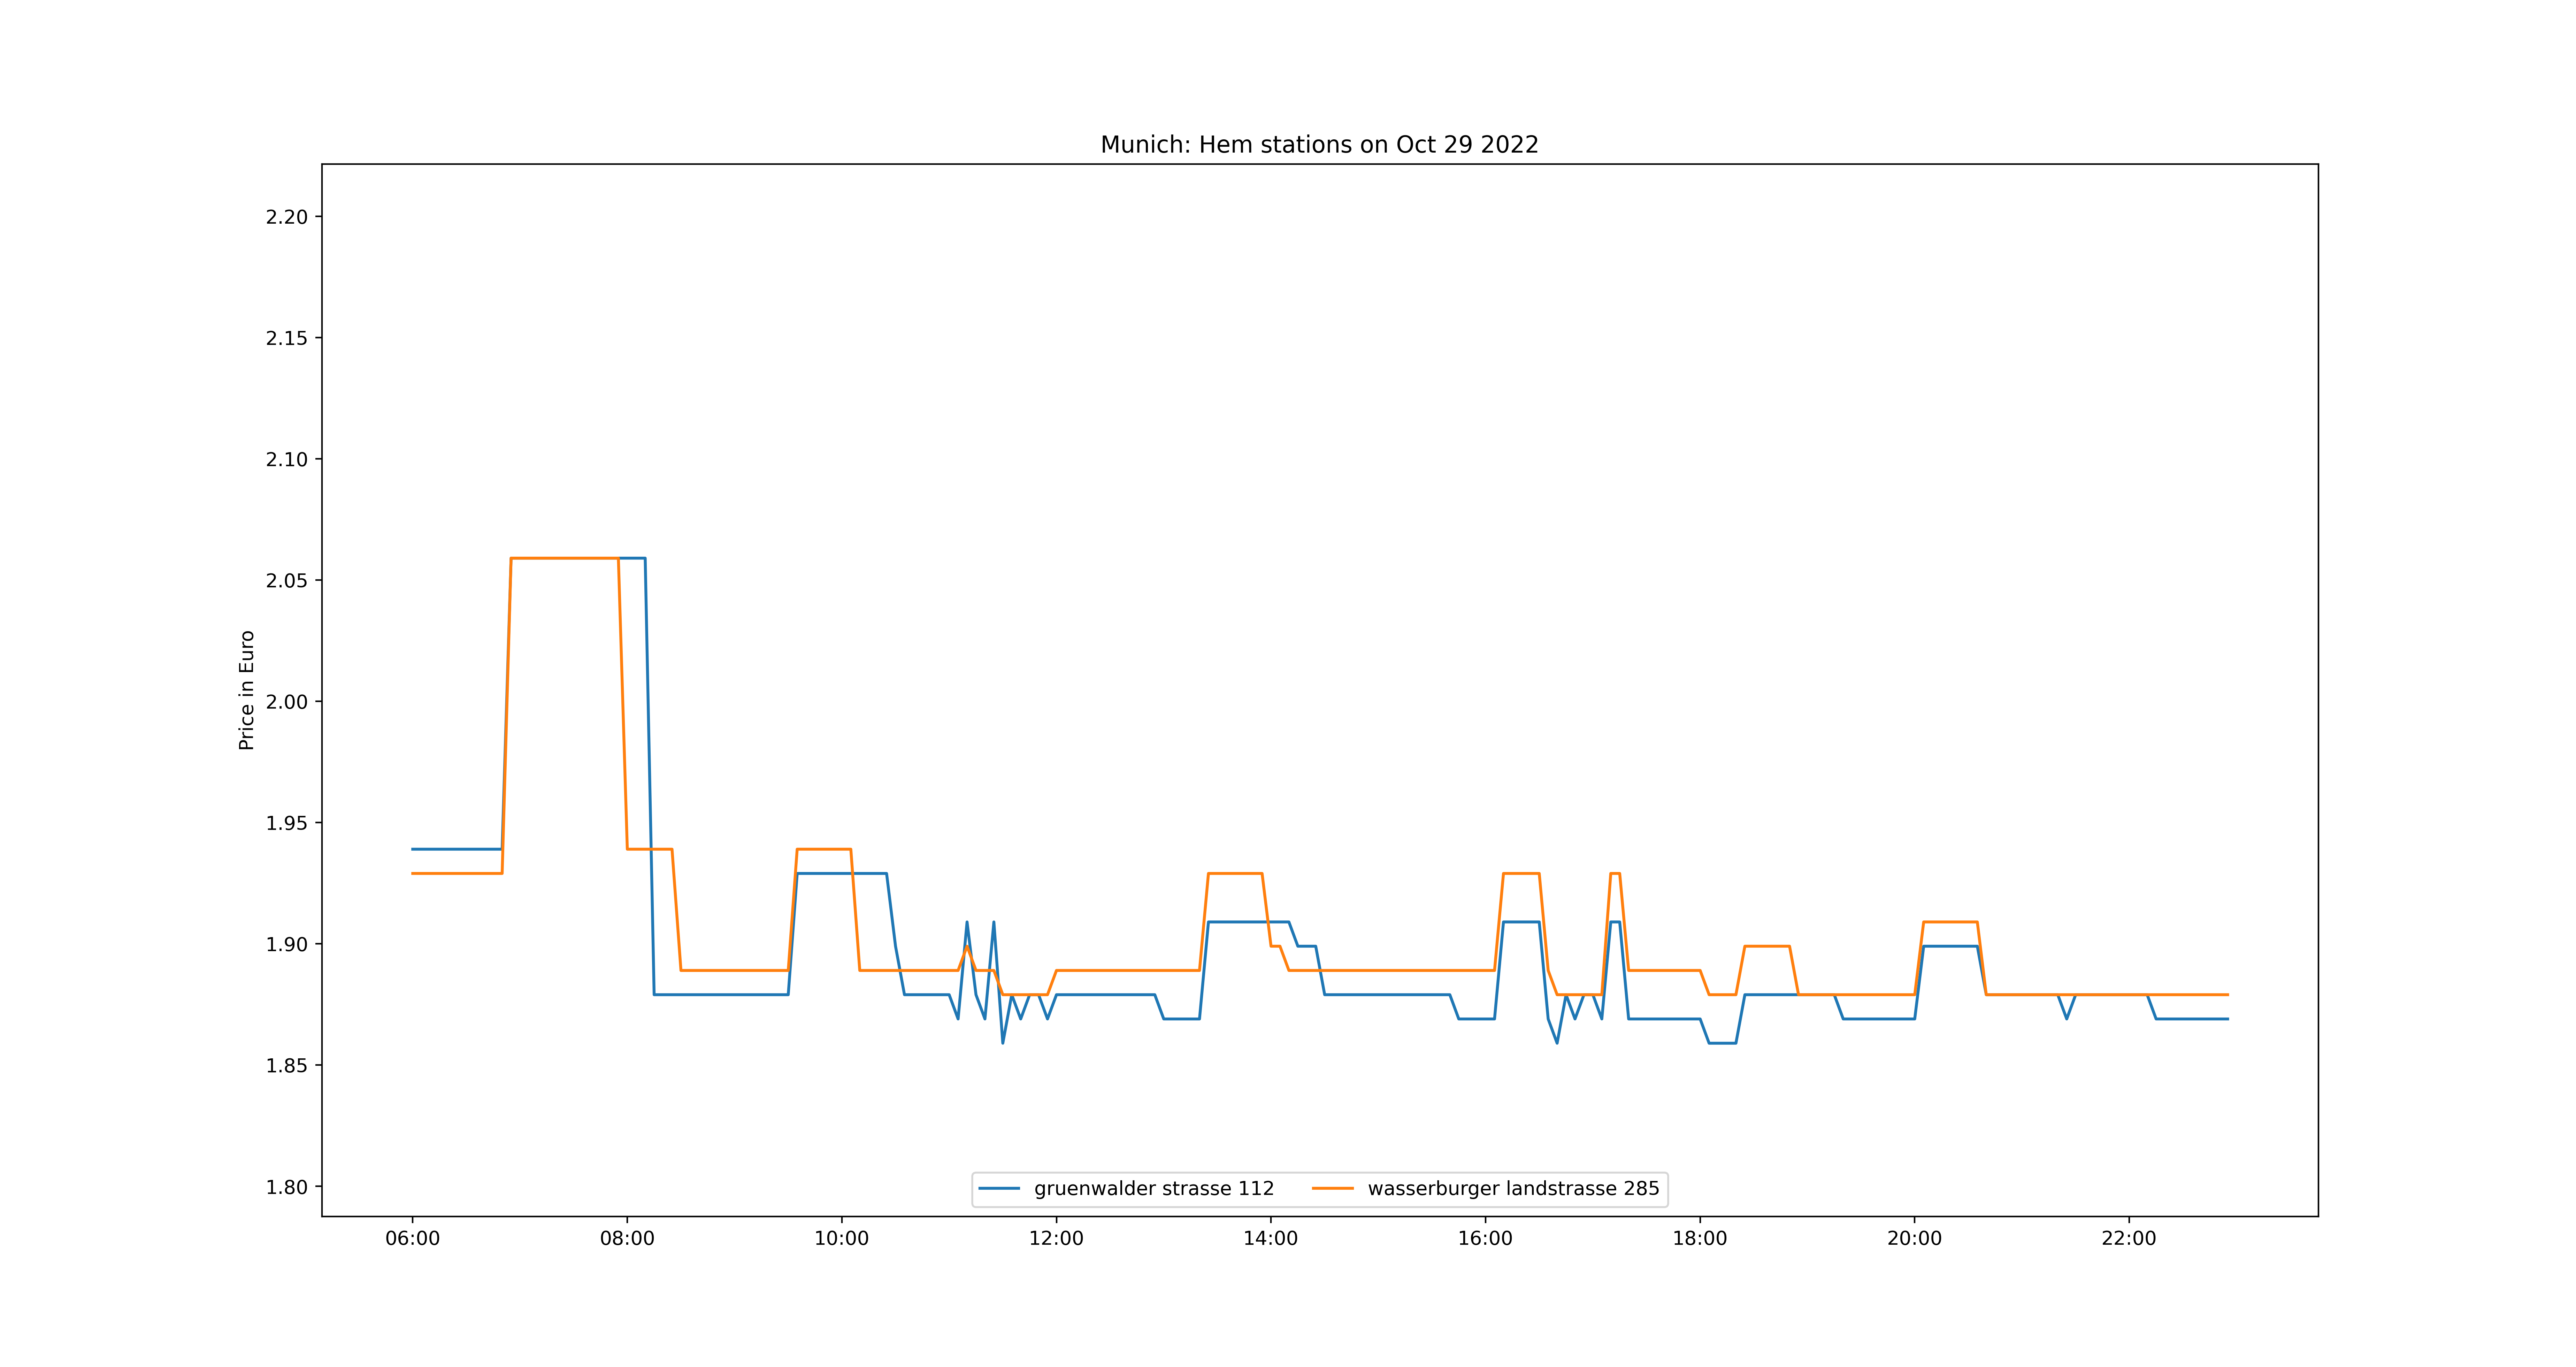 Munich: Hem stations on Oct 29 2022
Price in Euro
2.20
2.15
2.10
2.05
2.00
1.95
1.90
1.85
1.80
gruenwalder strasse 112 wasserburger landstrasse 285
06:00 08:00 10:00 12:00 14:00 16:00 18:00 20:00 22:00